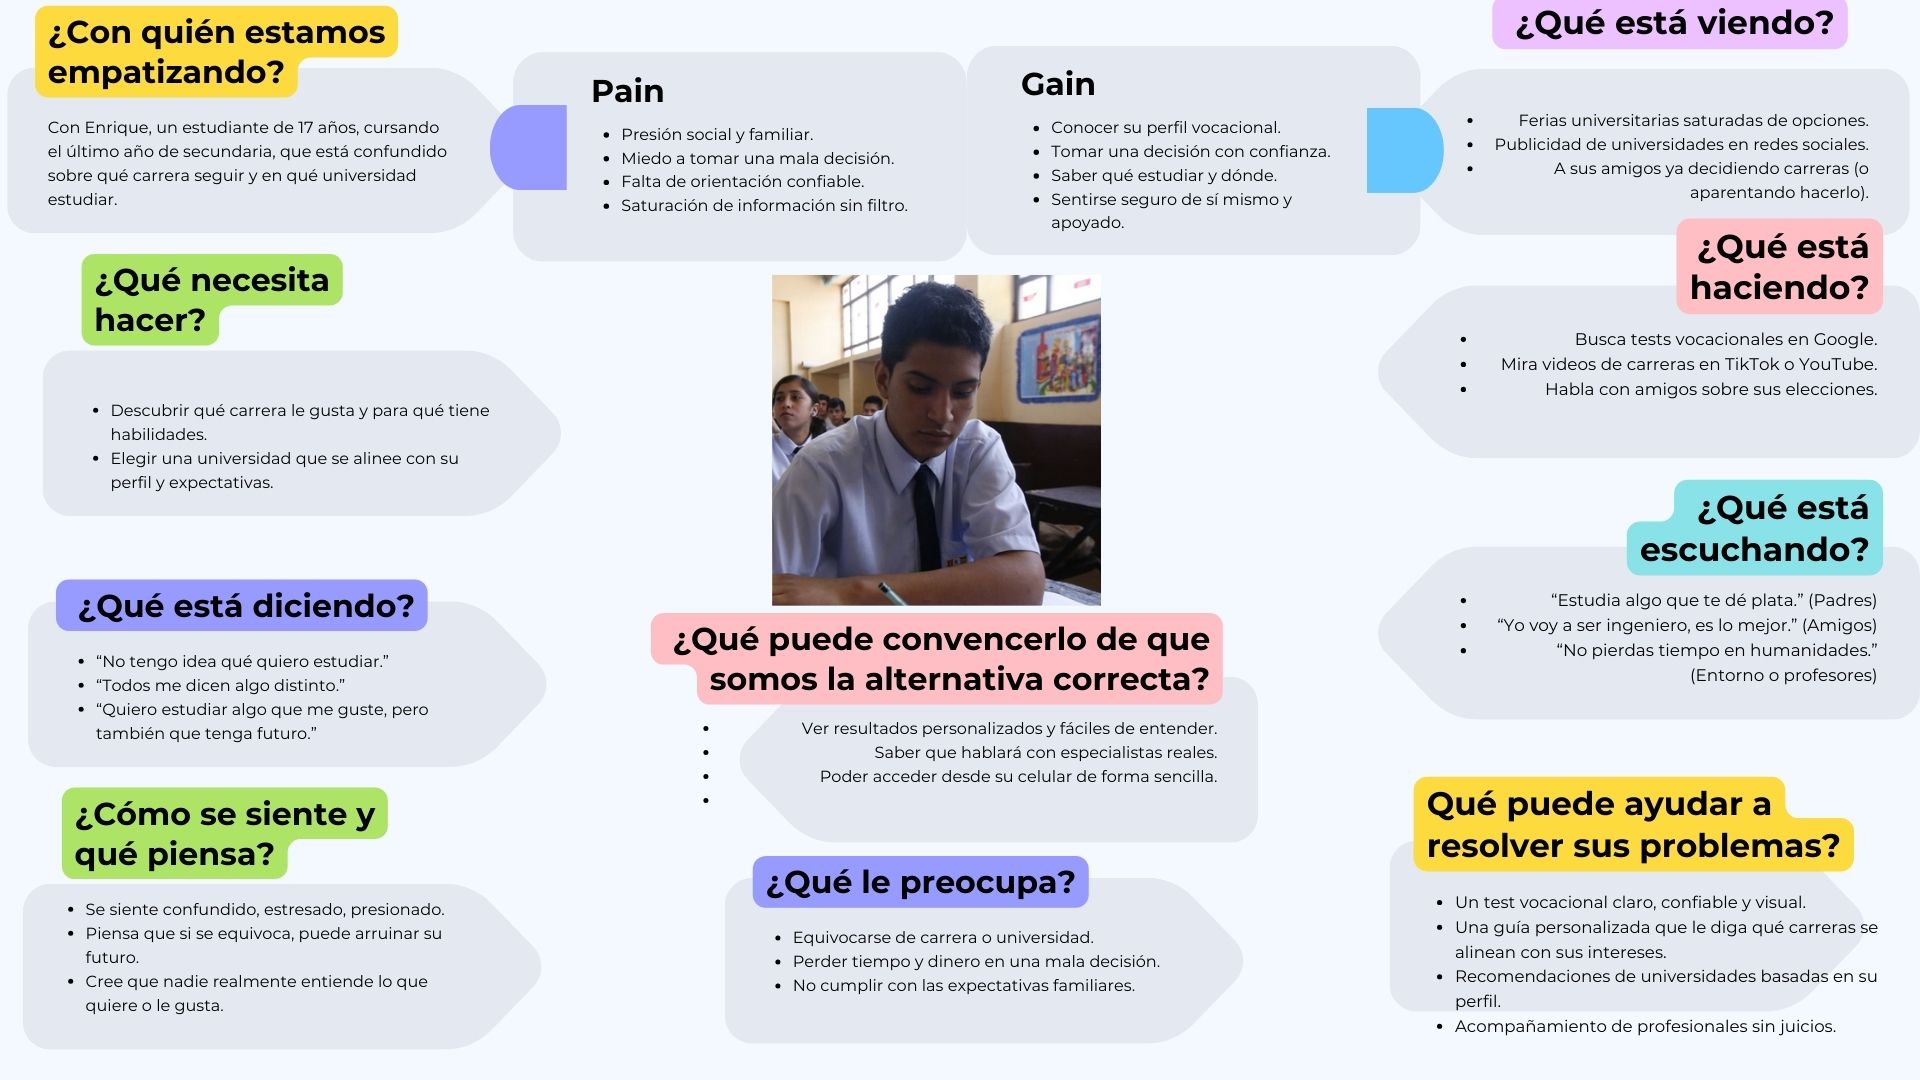 ¿Con quién estamos
empatizando?
Con Enrique, un estudiante de 17 años, cursando
el último año de secundaria, que está confundido
sobre qué carrera seguir y en qué universidad
estudiar.
Pain
• Presión social y familiar.
• Miedo a tomar una mala decisión.
• Falta de orientación confiable.
• Saturación de información sin filtro.
Gain
• Conocer su perfil vocacional.
• Tomar una decisión con confianza.
• Saber qué estudiar y dónde.
• Sentirse seguro de sí mismo y
apoyado.
¿Qué está viendo?
• Ferias universitarias saturadas de opciones.
• Publicidad de universidades en redes sociales.
• A sus amigos ya decidiendo carreras (o
aparentando hacerlo).
¿Qué necesita
hacer?
• Descubrir qué carrera le gusta y para qué tiene
habilidades.
• Elegir una universidad que se alinee con su
perfil y expectativas.
¿Qué está
haciendo?
• Busca tests vocacionales en Google.
• Mira videos de carreras en TikTok o YouTube.
• Habla con amigos sobre sus elecciones.
¿Qué está
escuchando?
• “Estudia algo que te dé plata.” (Padres)
• “Yo voy a ser ingeniero, es lo mejor.” (Amigos)
• “No pierdas tiempo en humanidades.”
(Entorno o profesores)
¿Qué está diciendo?
• “No tengo idea qué quiero estudiar.”
• “Todos me dicen algo distinto.”
• “Quiero estudiar algo que me guste, pero
también que tenga futuro.”
¿Qué puede convencerlo de que
somos la alternativa correcta?
• Ver resultados personalizados y fáciles de entender.
• Saber que hablará con especialistas reales.
• Poder acceder desde su celular de forma sencilla.
•
¿Cómo se siente y
qué piensa?
• Se siente confundido, estresado, presionado.
• Piensa que si se equivoca, puede arruinar su
futuro.
• Cree que nadie realmente entiende lo que
quiere o le gusta.
¿Qué le preocupa?
• Equivocarse de carrera o universidad.
• Perder tiempo y dinero en una mala decisión.
• No cumplir con las expectativas familiares.
Qué puede ayudar a
resolver sus problemas?
• Un test vocacional claro, confiable y visual.
• Una guía personalizada que le diga qué carreras se
alinean con sus intereses.
• Recomendaciones de universidades basadas en su
perfil.
• Acompañamiento de profesionales sin juicios.